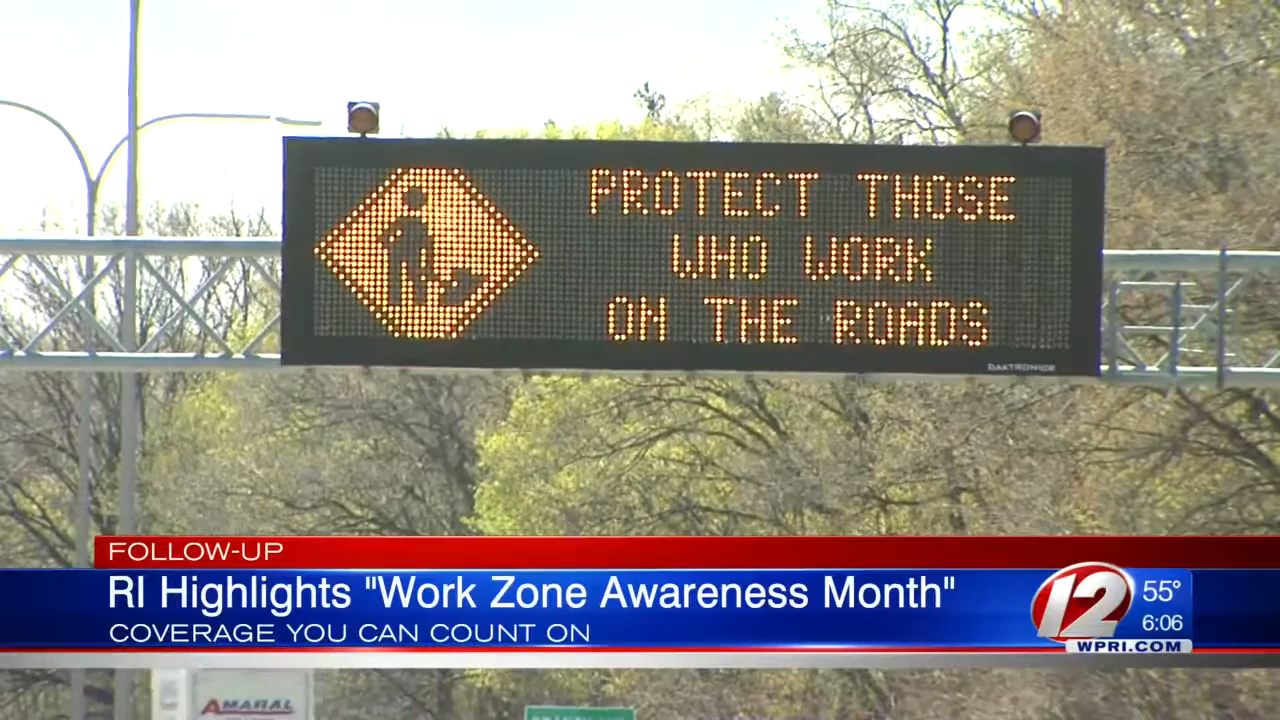 PROTECT THOSE
WHO WORK
ON THE ROADS
DAKTRONICS
FOLLOW-UP
RI Highlights "Work Zone Awareness Month"
COVERAGE YOU CAN COUNT ON
12
55°
6:06
WPRI.COM
AMARAL